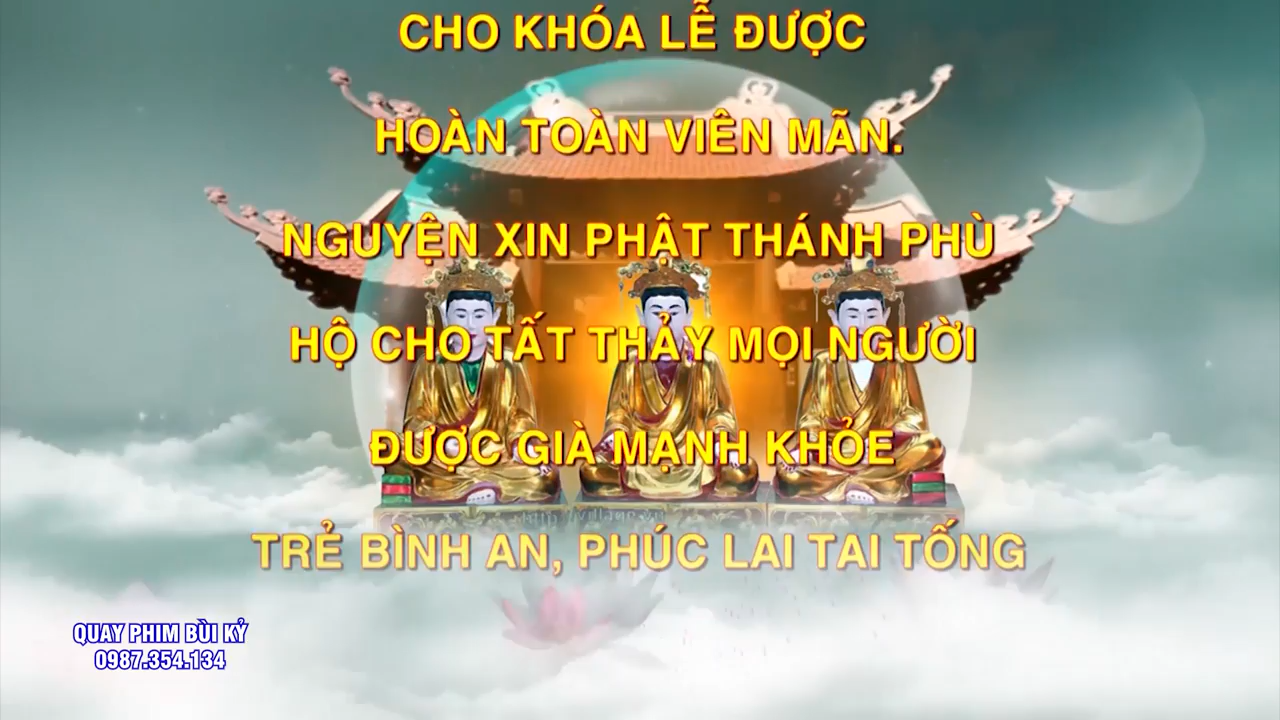 CHO KHÓA LỄ ĐƯỢC
HOÀN TOÀN VIÊN MÃN.
NGUYỆN XIN PHẬT THÁNH PHÙ
HỘ CHO TẤT THẢY MỌI NGƯỜI
ĐƯỢC GIÀ MẠNH KHỎE
TRẺ BÌNH AN, PHÚC LAI TAI TỐNG
QUAY PHIM BÙI KỶ
0987.354.134